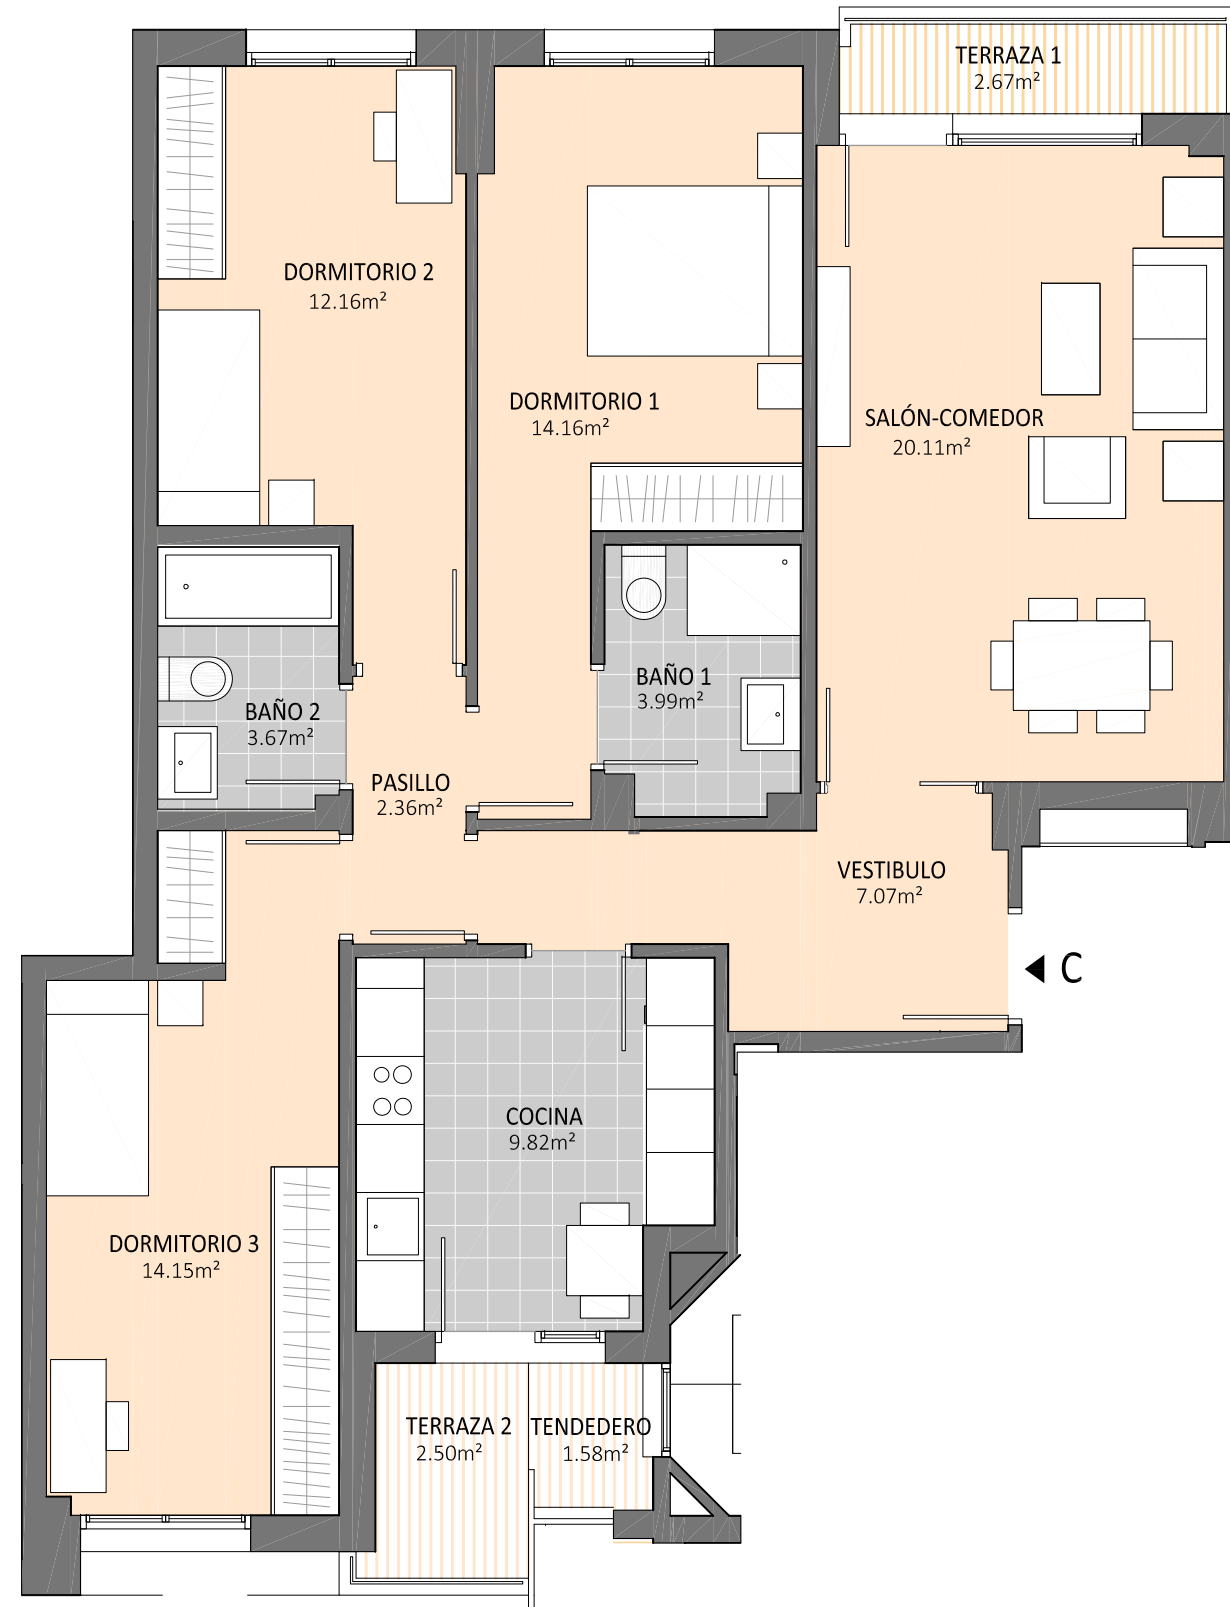 TERRAZA 1
2.67m²
DORMITORIO 2
12.16m²
DORMITORIO 1
14.16m²
SALÓN-COMEDOR
20.11m²
BAÑO 1
3.99m²
BAÑO 2
3.67m²
PASILLO
2.36m²
VESTIBULO
7.07m²
C
COCINA
9.82m²
DORMITORIO 3
14.15m²
TERRAZA 2
2.50m²
TENDEDERO
1.58m²